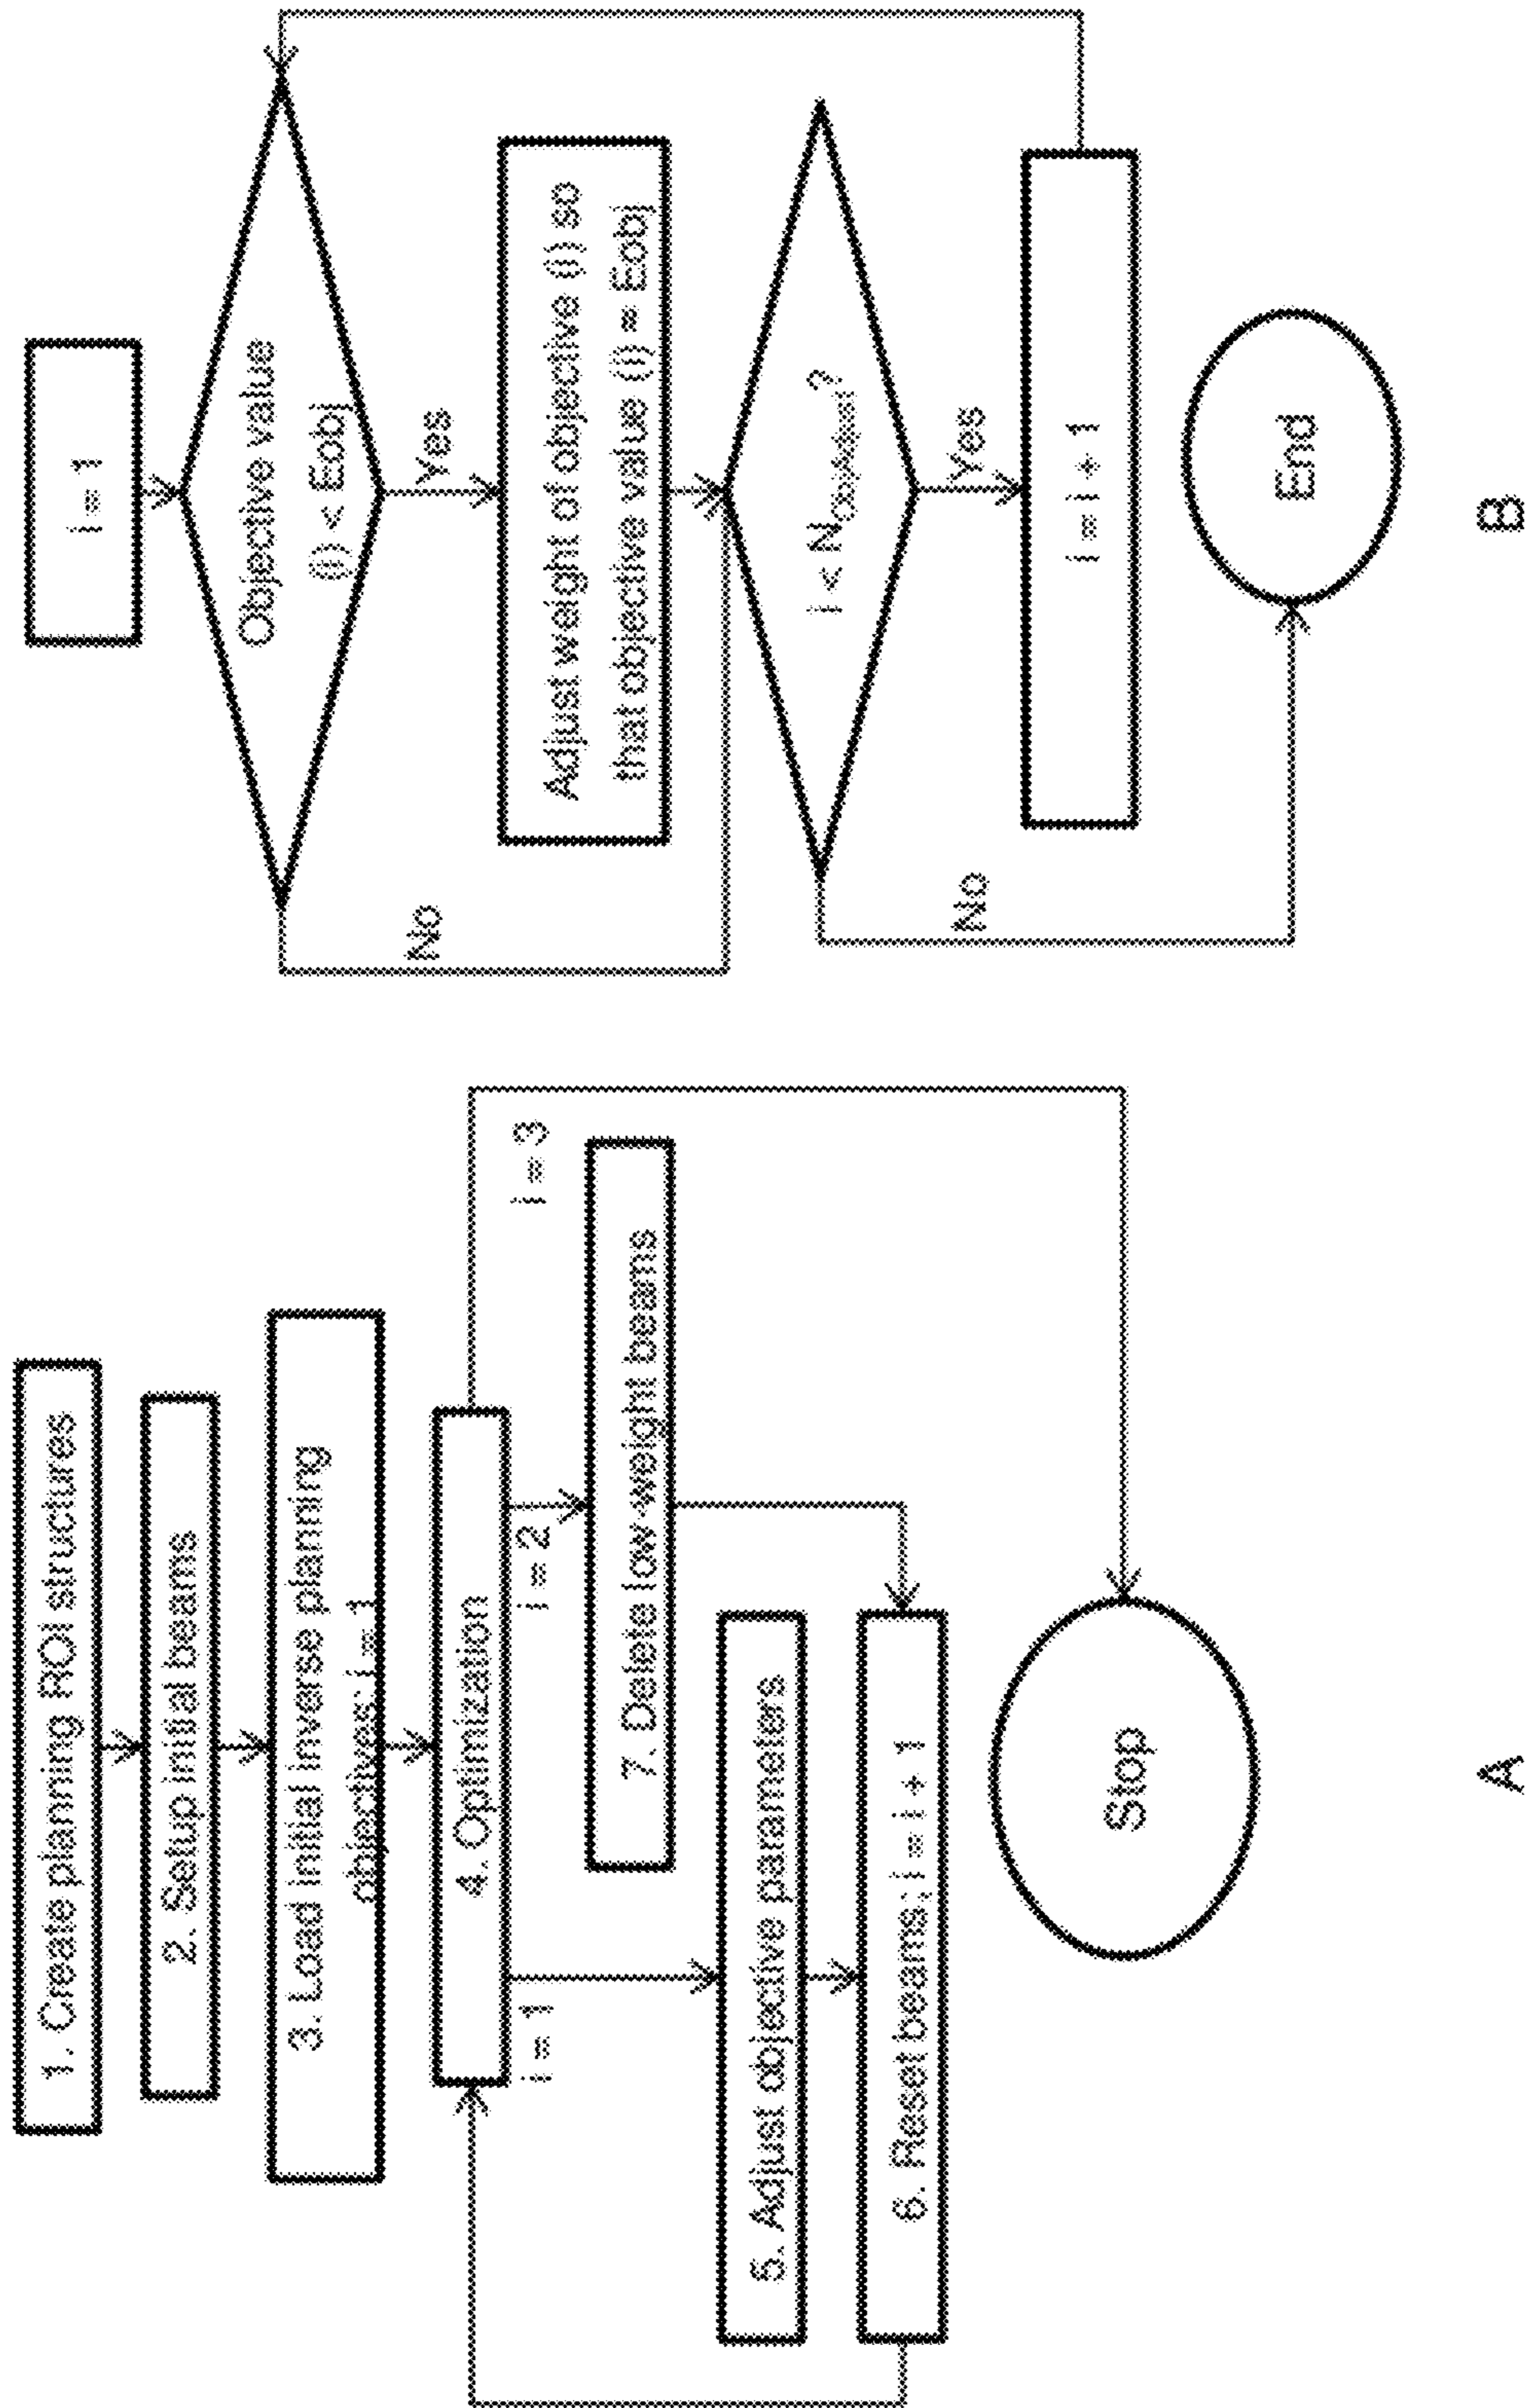 1. Create planning ROI structures
2. Setup initial beams
3. Load initial inverse planning
objectives; i = 1
4. Optimization
i = 1
i = 2
i = 3
7. Delete low-weight beams
5. Adjust objective parameters
6. Reset beams; i = i + 1
Stop
A
i = 1
Objective value
(i) < Eobj
Yes
No
Adjust weight of objective (i) so
that objective value (i) = Eobj
i < N_ObjAdjust ?
Yes
No
i = i + 1
End
B